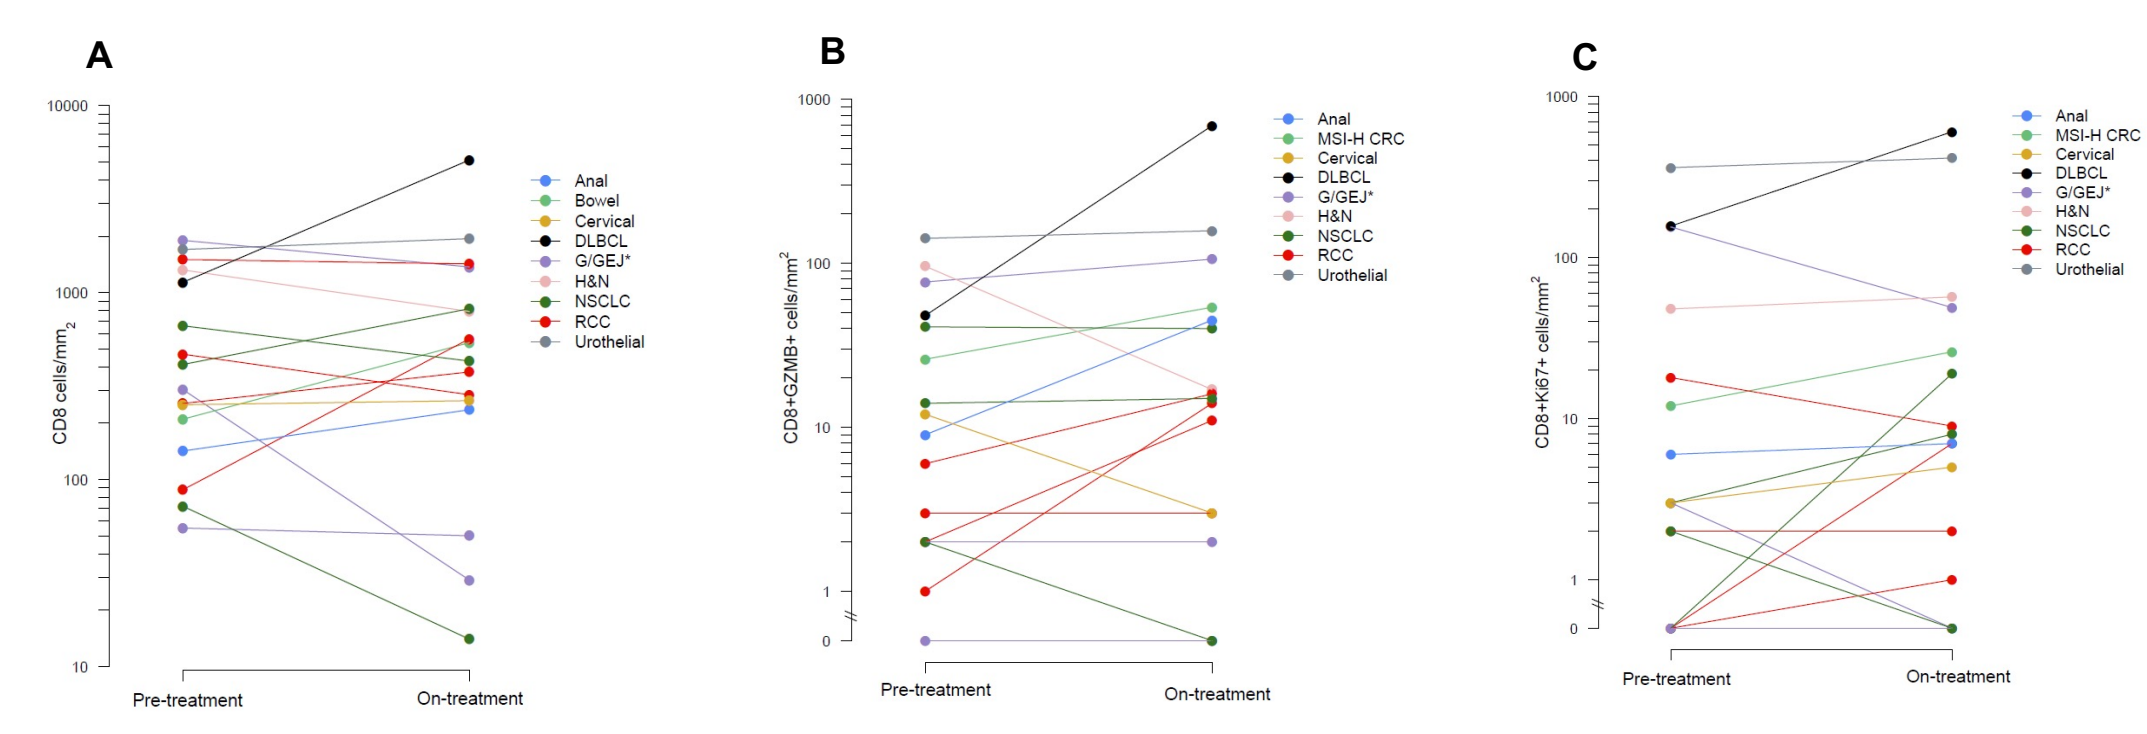 A
CD8 cells/mm2
10000
1000
100
10
Pre-treatment
On-treatment
Anal
Bowel
Cervical
DLBCL
G/GEJ*
H&N
NSCLC
RCC
Urothelial
B
CD8+GZMB+ cells/mm2
1000
100
10
1
0
Pre-treatment
On-treatment
Anal
MSI-H CRC
Cervical
DLBCL
G/GEJ*
H&N
NSCLC
RCC
Urothelial
C
CD8+Ki67+ cells/mm2
1000
100
10
1
0
Pre-treatment
On-treatment
Anal
MSI-H CRC
Cervical
DLBCL
G/GEJ*
H&N
NSCLC
RCC
Urothelial